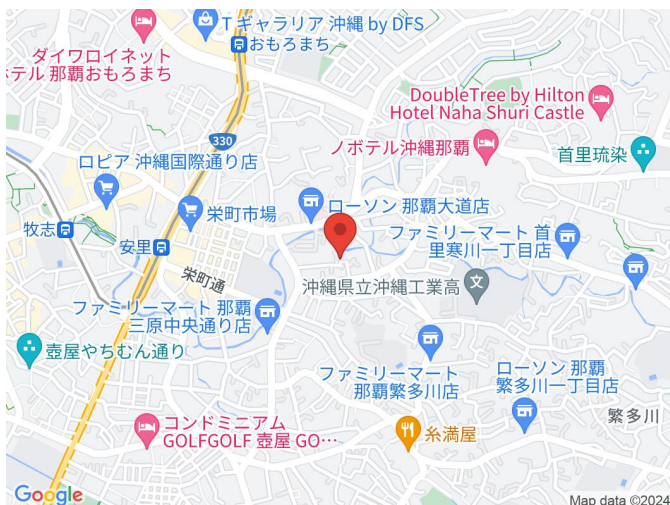 T ギャラリア 沖縄 by DFS
おもろまち
ダイワロイネット
ホテル 那覇おもろまち
DoubleTree by Hilton
Hotel Naha Shuri Castle
330
ノボテル沖縄那覇
首里琉染
ロピア 沖縄国際通り店
ローソン 那覇大道店
栄町市場
牧志
安里
ファミリーマート 首
里寒川一丁目店
栄町通
沖縄県立沖縄工業高
ファミリーマート 那覇
三原中央通り店
壺屋やちむん通り
ファミリーマート
那覇繁多川店
ローソン 那覇
繁多川一丁目店
繁多川
コンドミニアム
GOLFGOLF 壺屋 GO…
糸満屋
Google
Map data ©2024